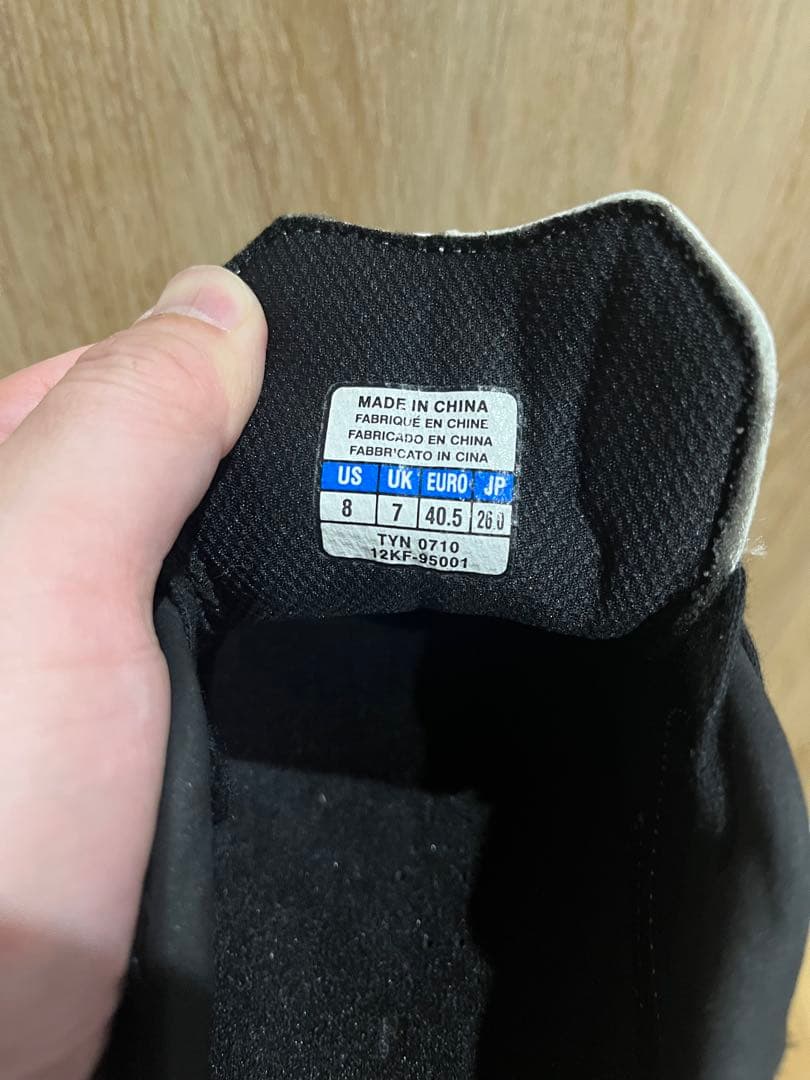 MADE IN CHINA
FABRIQUÉ EN CHINE
FABRICADO EN CHINA
FABBRICATO IN CINA
US UK EURO JP
8 7 40.5 26.0
TYN 0710
12KF-95001